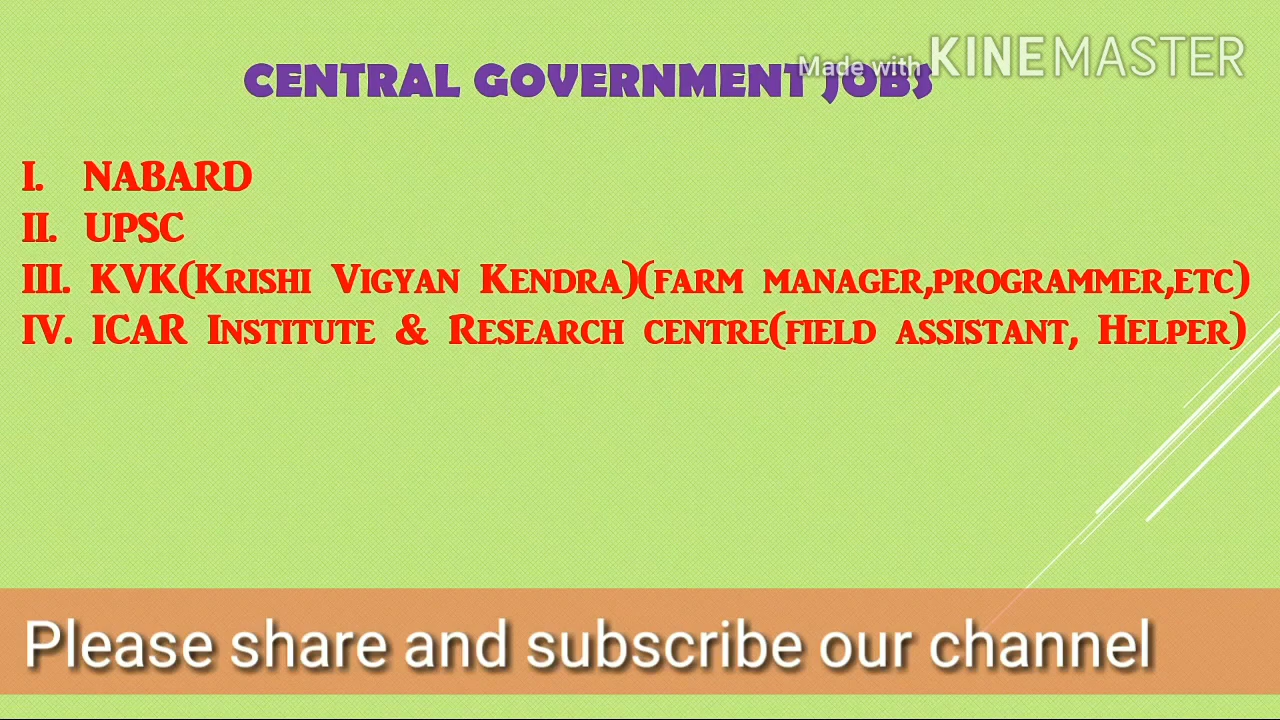 Made with KINEMASTER
CENTRAL GOVERNMENT JOBS
I. NABARD
II. UPSC
III. KVK(Krishi Vigyan Kendra)(farm manager,programmer,etc)
IV. ICAR Institute & Research centre(field assistant, Helper)
Please share and subscribe our channel